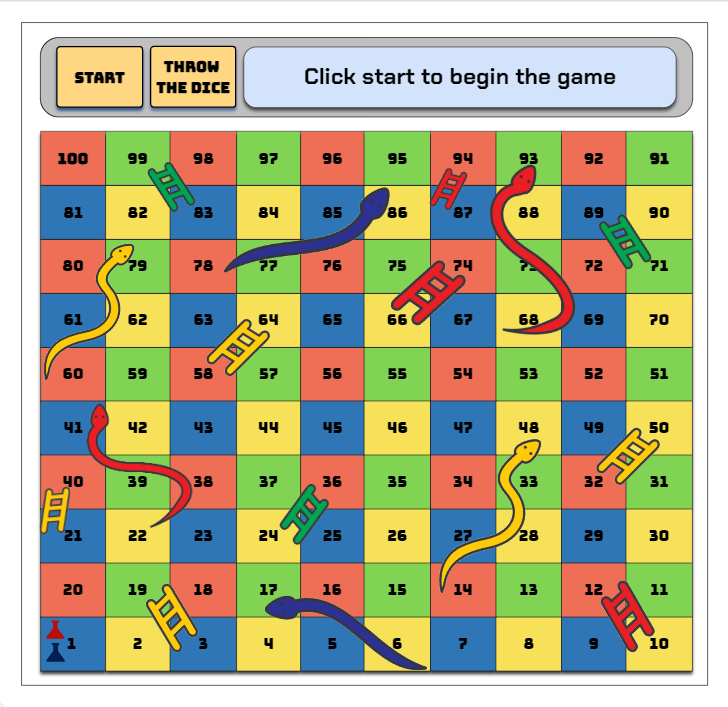 START
THROW
THE DICE
Click start to begin the game
100 99 98 97 96 95 94 93 92 91
81 82 83 84 85 86 87 88 89 90
80 79 78 77 76 75 74 73 72 71
61 62 63 64 65 66 67 68 69 70
60 59 58 57 56 55 54 53 52 51
41 42 43 44 45 46 47 48 49 50
40 39 38 37 36 35 34 33 32 31
21 22 23 24 25 26 27 28 29 30
20 19 18 17 16 15 14 13 12 11
1 2 3 4 5 6 7 8 9 10